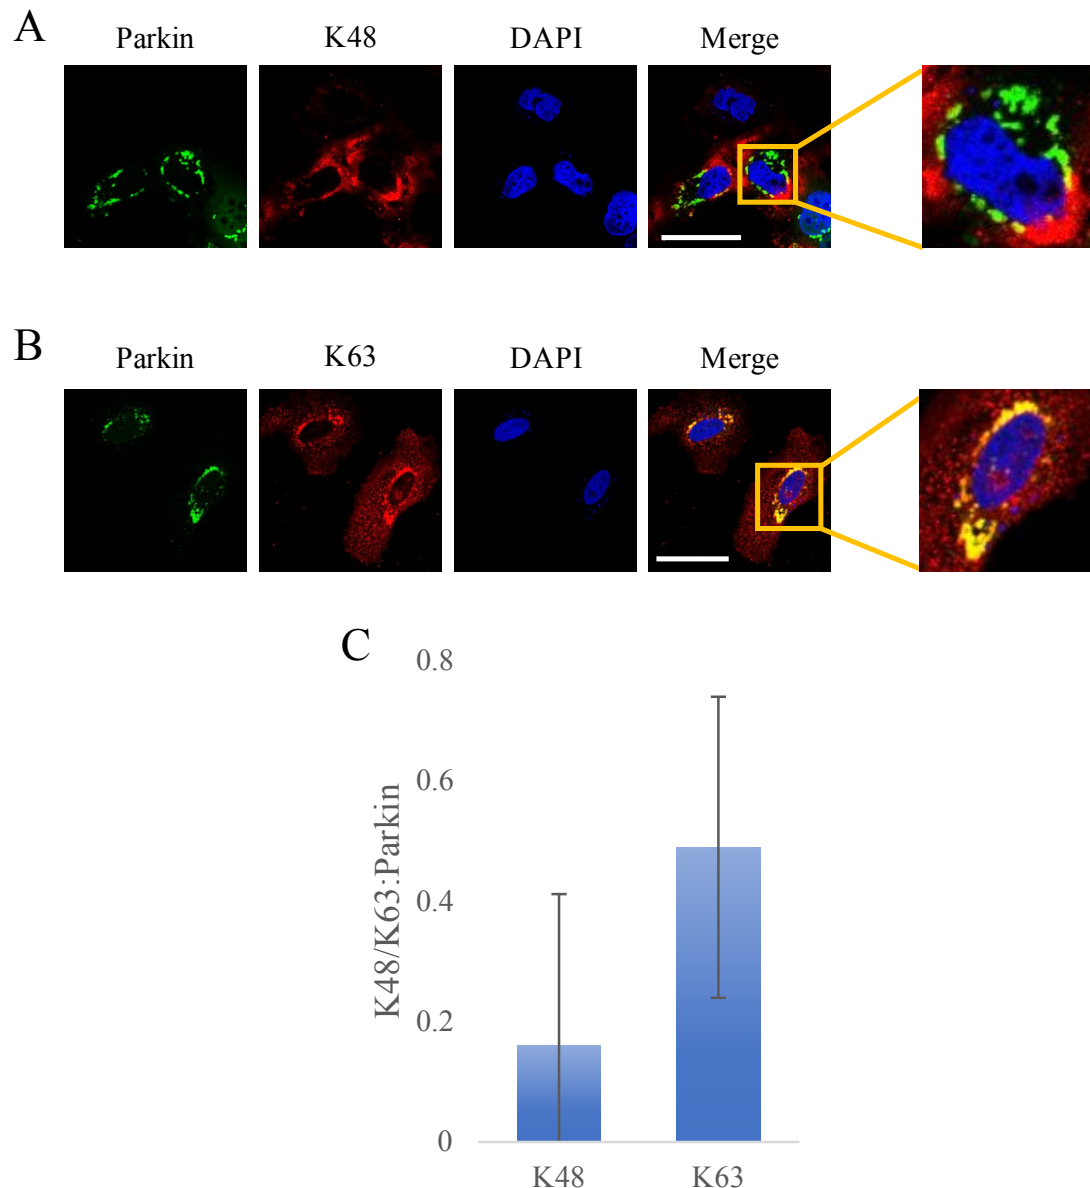 A
Parkin K48 DAPI Merge
B
Parkin K63 DAPI Merge
C
0.8
0.6
0.4
0.2
0
K48/K63:Parkin
K48 K63